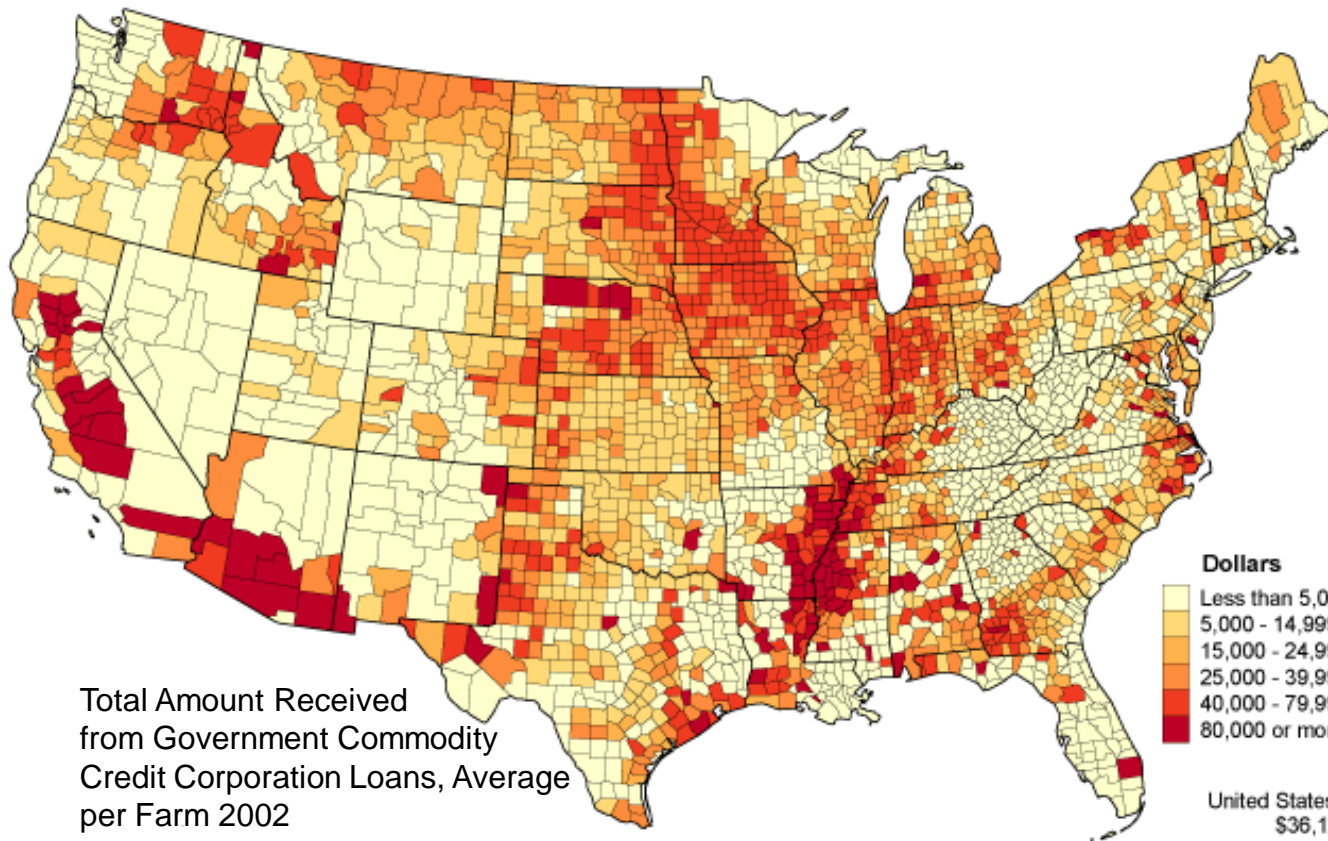 Total Amount Received
from Government Commodity
Credit Corporation Loans, Average
per Farm 2002
Dollars
Less than 5,0
5,000 - 14,99
15,000 - 24,9
25,000 - 39,9
40,000 - 79,9
80,000 or mo
United States
$36,1